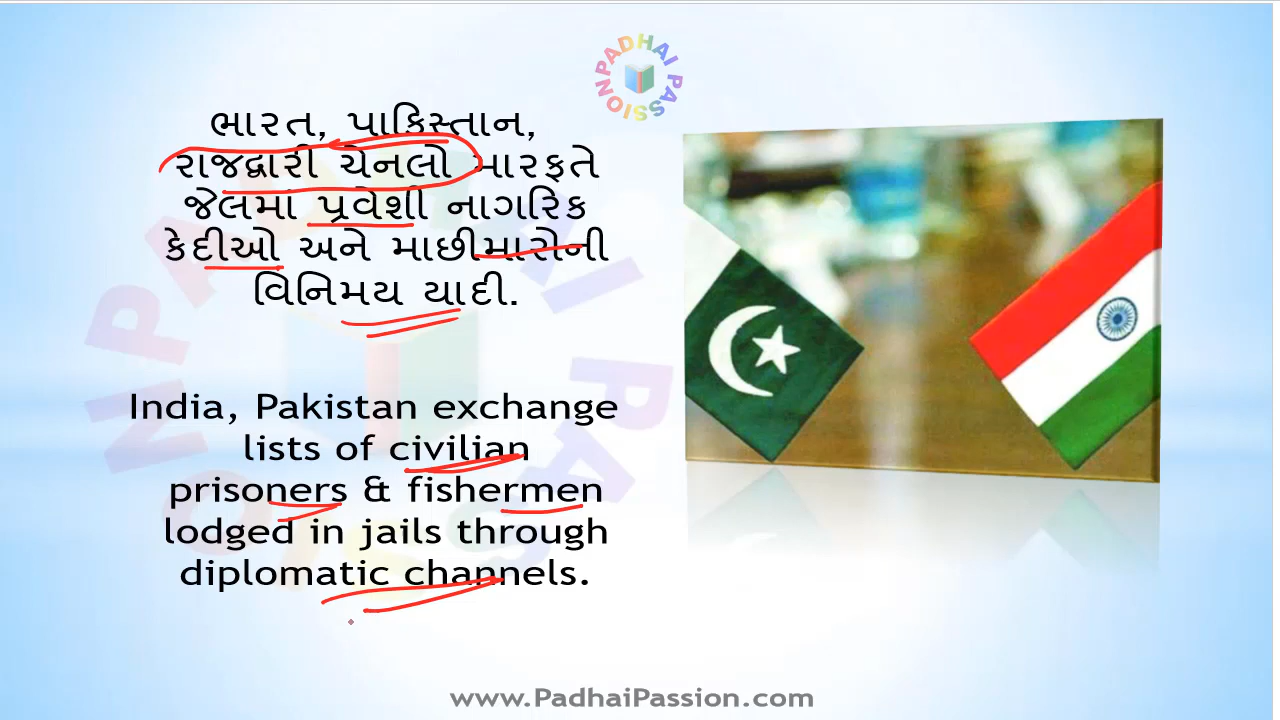 PADHAI PASSION
ભારત, પાકિસ્તાન,
રાજદ્વારી ચેનલો મારફતે
જેલમાં પ્રવેશી નાગરિક
કેદીઓ અને માછીમારોની
વિનિમય યાદી.
India, Pakistan exchange
lists of civilian
prisoners & fishermen
lodged in jails through
diplomatic channels.
www.PadhaiPassion.com